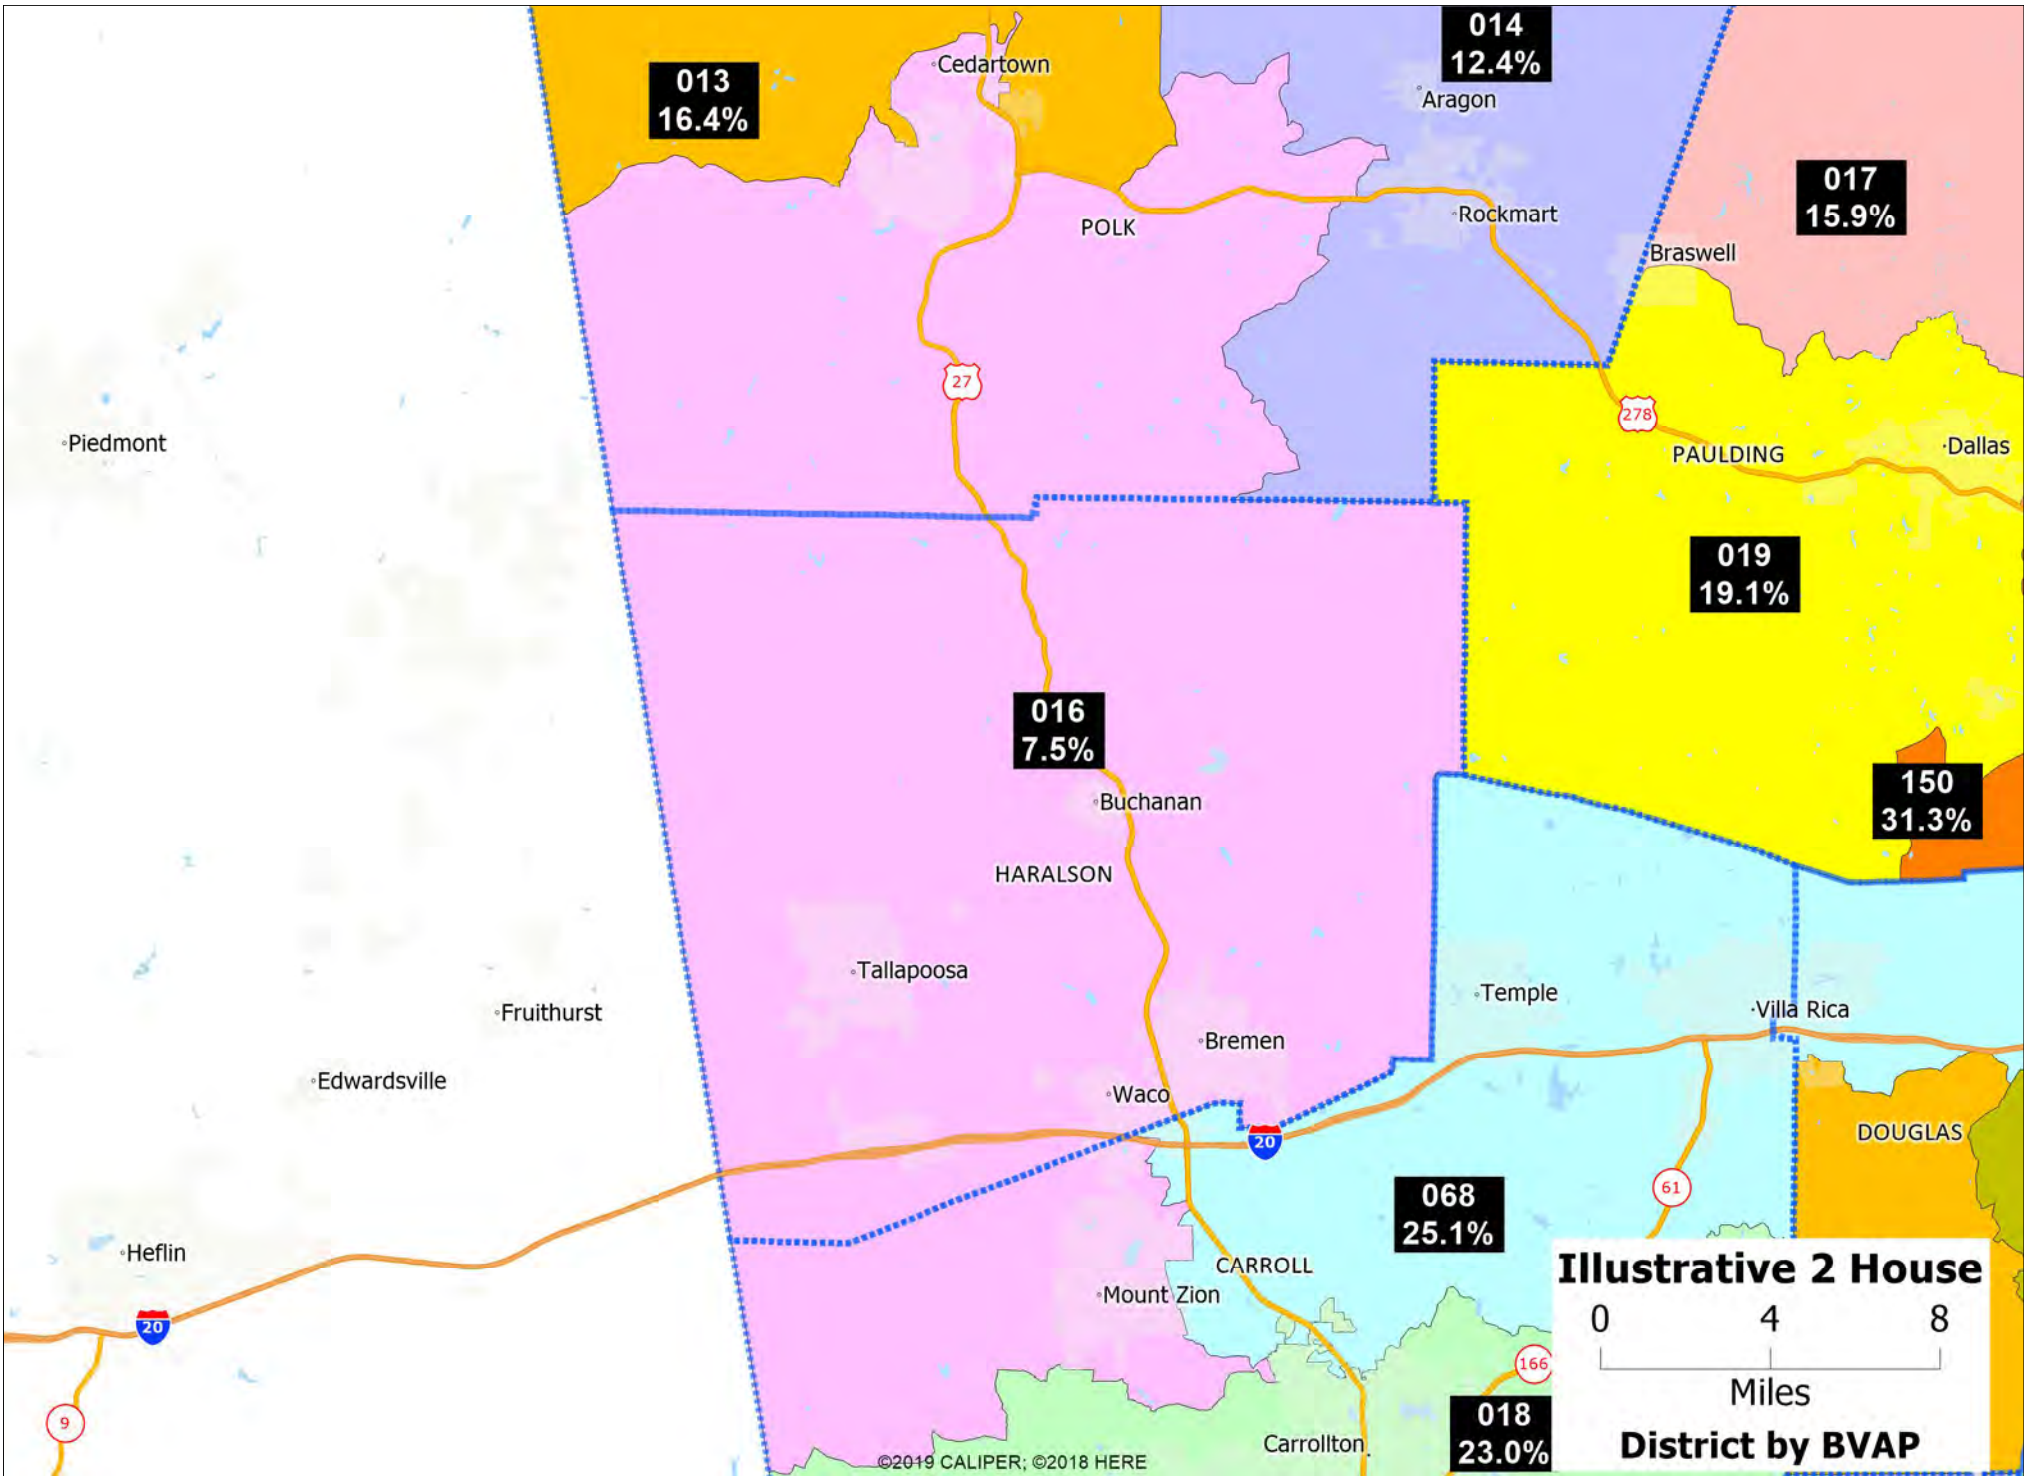 014
12.4%
Cedartown
013
16.4%
Aragon
017
15.9%
Rockmart
POLK
Braswell
27
278
Piedmont
PAULDING
Dallas
019
19.1%
016
7.5%
150
31.3%
Buchanan
HARALSON
Tallapoosa
Temple
Fruithurst
Villa Rica
Bremen
Edwardsville
Waco
20
DOUGLAS
61
068
25.1%
Heflin
CARROLL
Mount Zion
20
Illustrative 2 House
0 4 8
Miles
District by BVAP
166
9
018
23.0%
Carrollton
©2019 CALIPER; ©2018 HERE